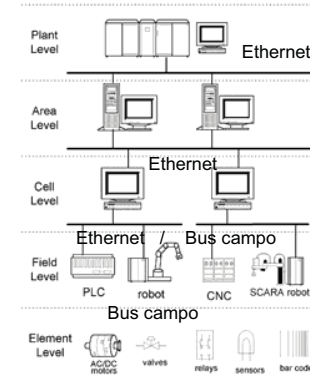 Plant
Level
Ethernet
Area
Level
Ethernet
Cell
Level
Ethernet / Bus campo
Field
Level
PLC
robot
CNC
SCARA robot
Bus campo
Element
Level
AC/DC
motors
valves
relays
sensors
bar code